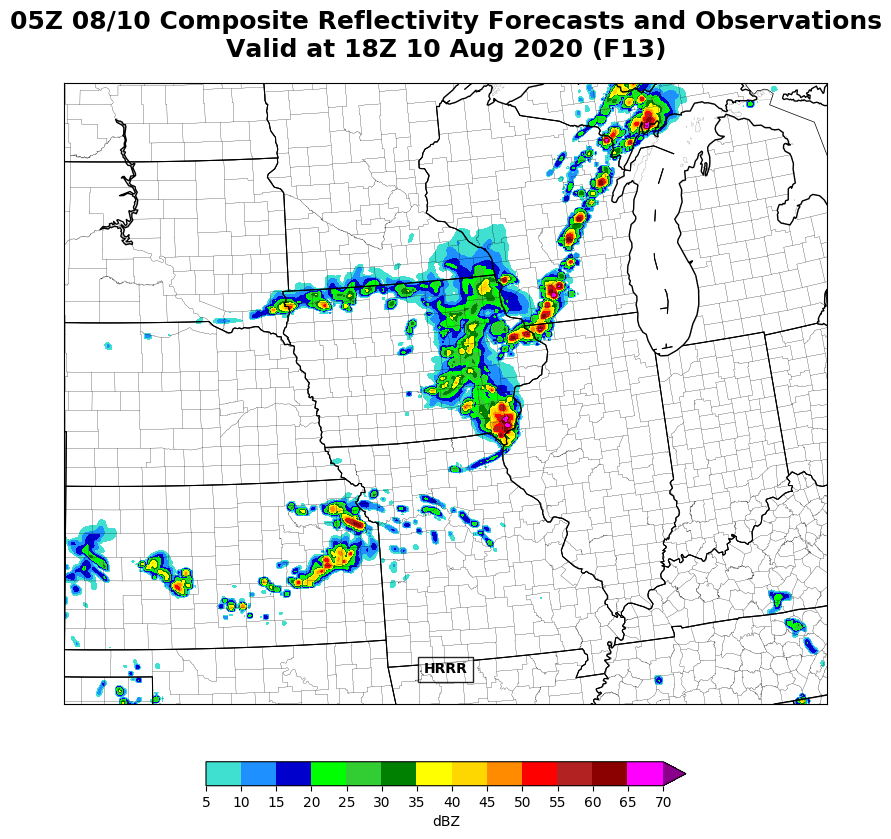 05Z 08/10 Composite Reflectivity Forecasts and Observations
Valid at 18Z 10 Aug 2020 (F13)
HRRR
5 10 15 20 25 30 35 40 45 50 55 60 65 70
dBZ